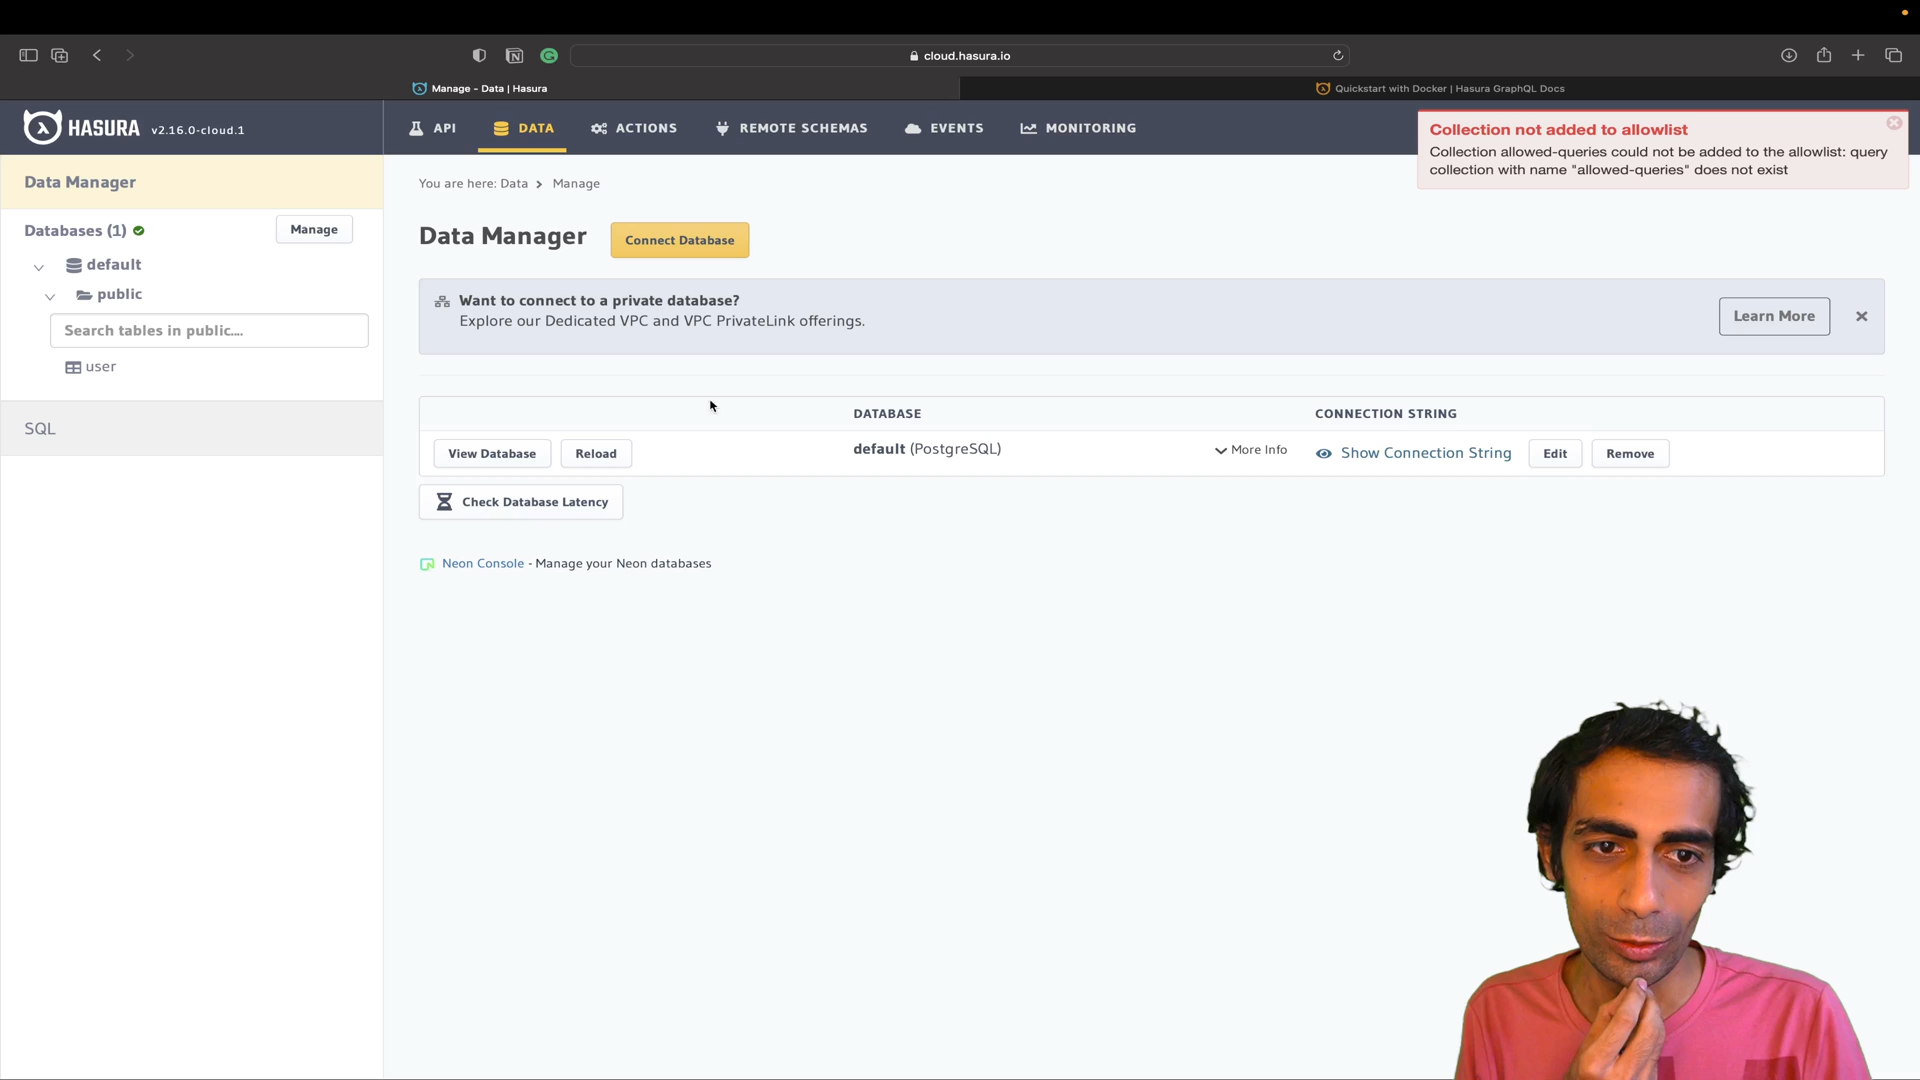 cloud.hasura.io
Manage – Data | Hasura
Quickstart with Docker | Hasura GraphQL Docs
HASURA v2.16.0-cloud.1
API
DATA
ACTIONS
REMOTE SCHEMAS
EVENTS
MONITORING
Collection not added to allowlist
Collection allowed-queries could not be added to the allowlist: query
collection with name "allowed-queries" does not exist
Data Manager
Databases (1)
Manage
default
public
Search tables in public....
user
SQL
You are here: Data > Manage
Data Manager
Connect Database
Want to connect to a private database?
Explore our Dedicated VPC and VPC PrivateLink offerings.
Learn More
DATABASE
CONNECTION STRING
View Database
Reload
default (PostgreSQL)
More Info
Show Connection String
Edit
Remove
Check Database Latency
Neon Console - Manage your Neon databases